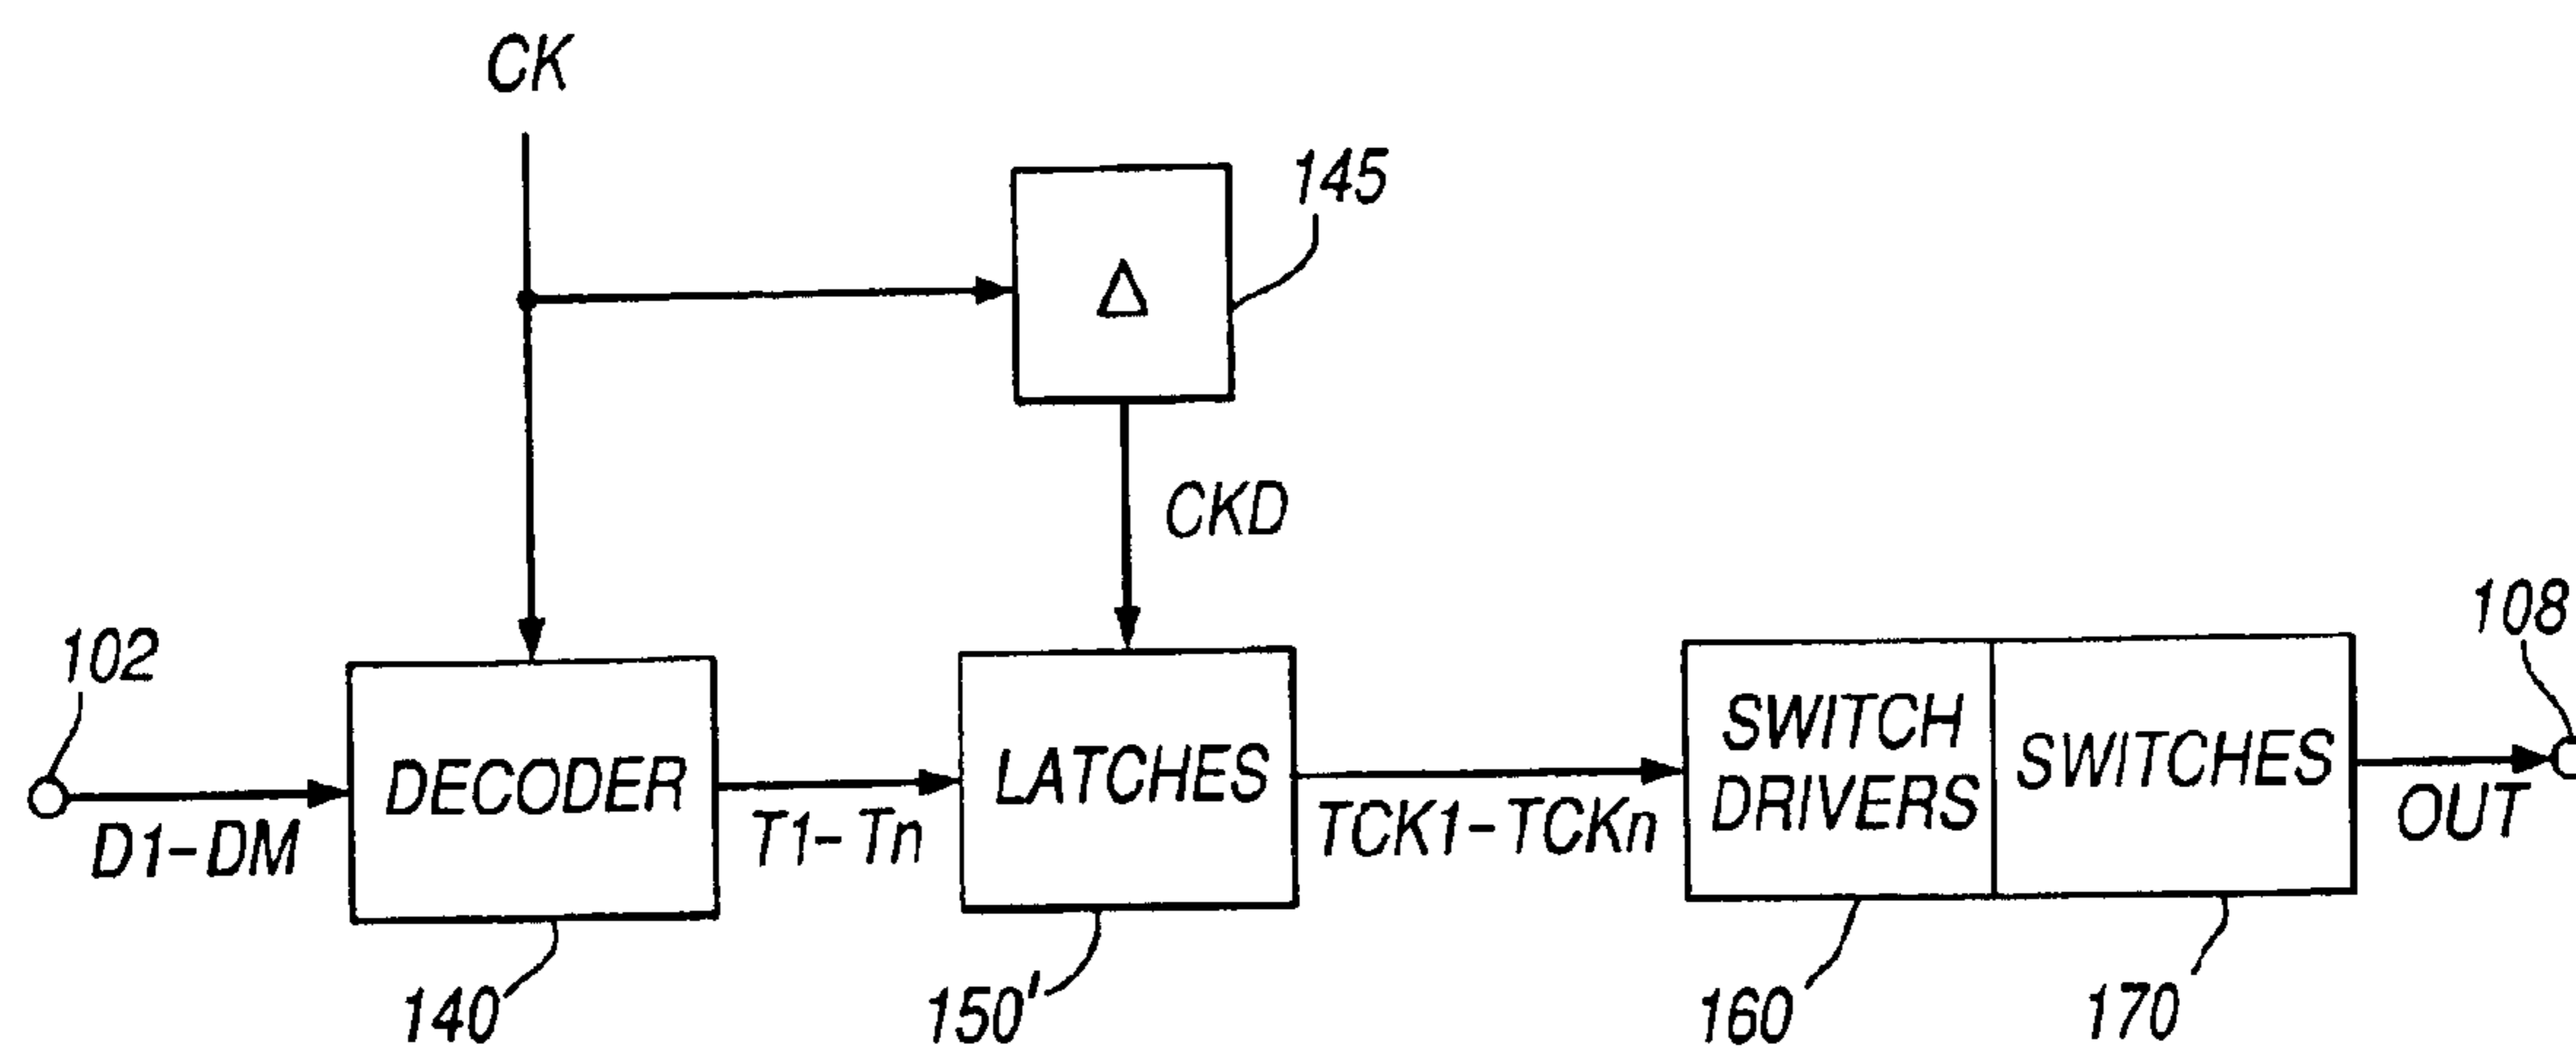 CK
145
Δ
CKD
102
108
DECODER
LATCHES
SWITCH
DRIVERS
SWITCHES
D1-DM
T1-Tn
TCK1-TCKn
OUT
140
150'
160
170